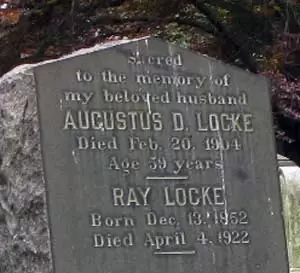 Sacred
to the memory of
my beloved husband
AUGUSTUS D. LOCKE
Died Feb. 20, 1904
Age 59 years
RAY LOCKE
Born Dec. 13, 1852
Died April 4, 1922